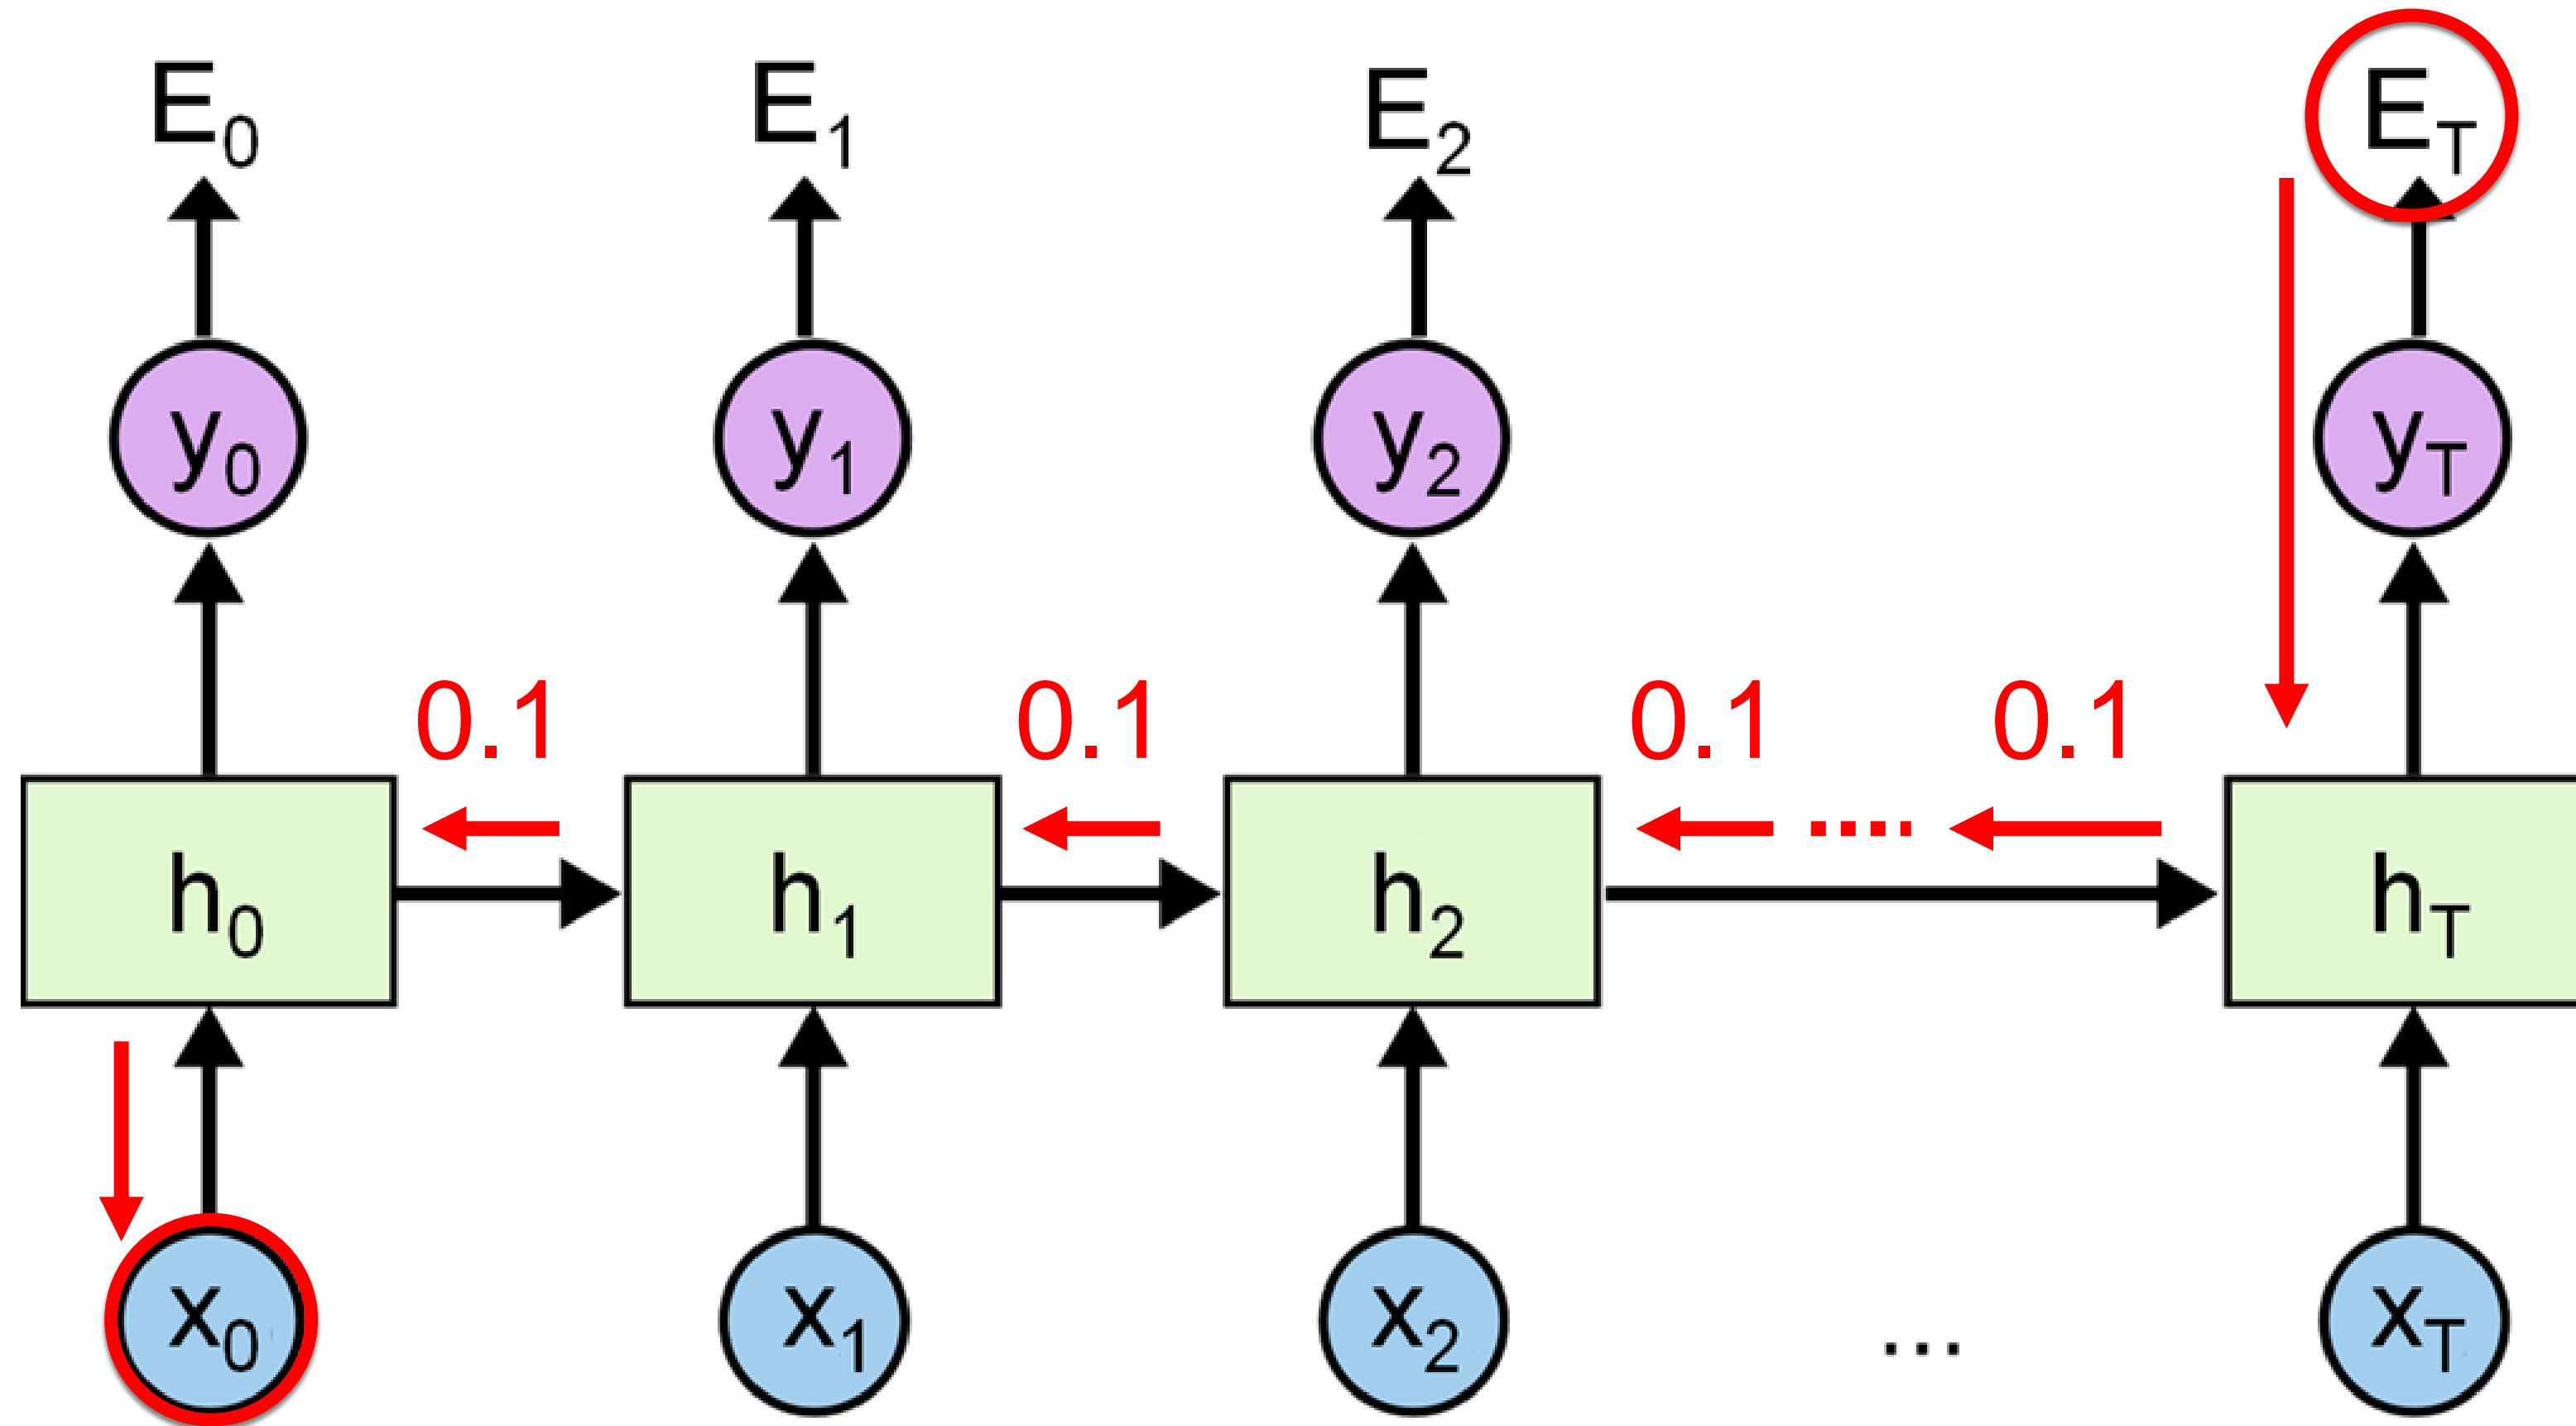 E0 E1 E2 ET
y0 y1 y2 yT
0.1 0.1 0.1 0.1
h0 h1 h2 hT
x0 x1 x2 ... xT